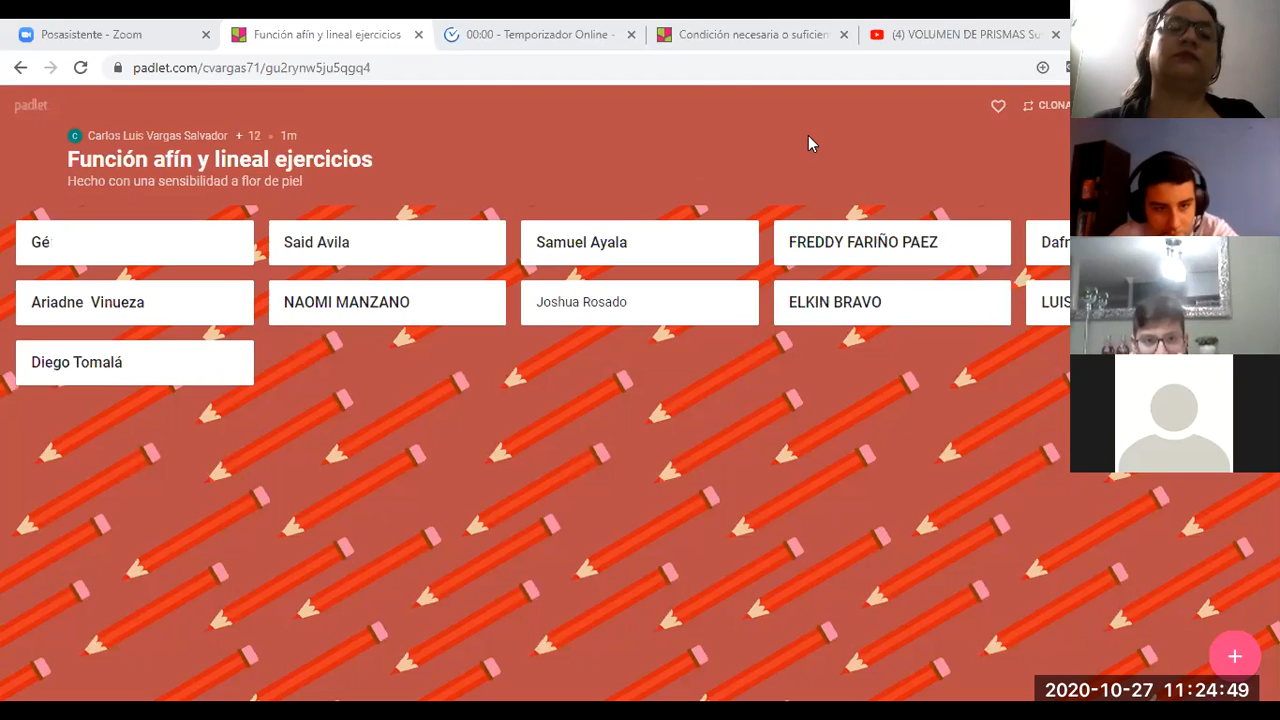 Posasistente - Zoom
Función afín y lineal ejercicios
00:00 - Temporizador Online -
Condición necesaria o suficien
(4) VOLUMEN DE PRISMAS Su
padlet.com/cvargas71/gu2rynw5ju5qgq4
padlet
CLONA
Carlos Luis Vargas Salvador + 12 • 1m
Función afín y lineal ejercicios
Hecho con una sensibilidad a flor de piel
Gé
Said Avila
Samuel Ayala
FREDDY FARIÑO PAEZ
Dafn
Ariadne Vinueza
NAOMI MANZANO
Joshua Rosado
ELKIN BRAVO
LUIS
Diego Tomalá
2020-10-27, 11:24:49